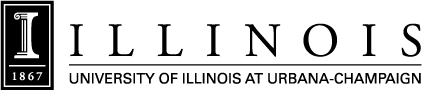 ILLINOIS
1867
UNIVERSITY OF ILLINOIS AT URBANA-CHAMPAIGN